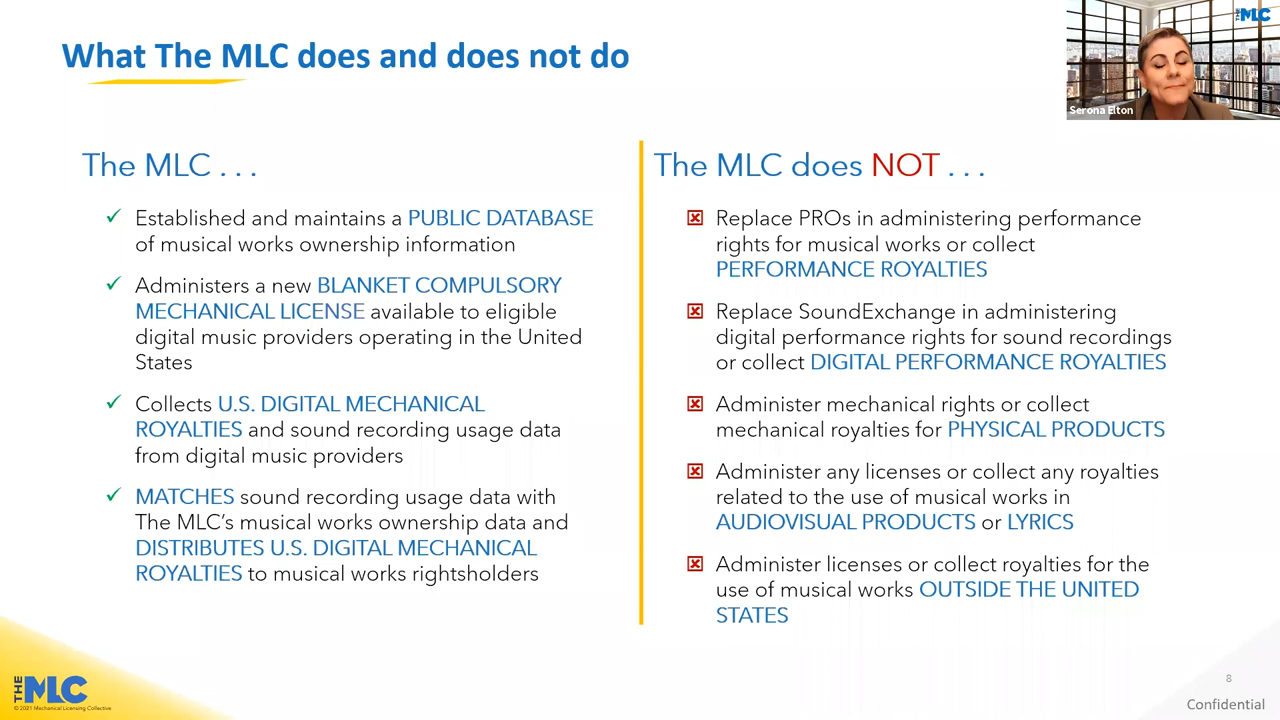 What The MLC does and does not do
THE MLC
Serona Elton
The MLC . . .
✓ Established and maintains a PUBLIC DATABASE
of musical works ownership information
✓ Administers a new BLANKET COMPULSORY
MECHANICAL LICENSE available to eligible
digital music providers operating in the United
States
✓ Collects U.S. DIGITAL MECHANICAL
ROYALTIES and sound recording usage data
from digital music providers
✓ MATCHES sound recording usage data with
The MLC’s musical works ownership data and
DISTRIBUTES U.S. DIGITAL MECHANICAL
ROYALTIES to musical works rightsholders
The MLC does NOT . . .
Replace PROs in administering performance
rights for musical works or collect
PERFORMANCE ROYALTIES
Replace SoundExchange in administering
digital performance rights for sound recordings
or collect DIGITAL PERFORMANCE ROYALTIES
Administer mechanical rights or collect
mechanical royalties for PHYSICAL PRODUCTS
Administer any licenses or collect any royalties
related to the use of musical works in
AUDIOVISUAL PRODUCTS or LYRICS
Administer licenses or collect royalties for the
use of musical works OUTSIDE THE UNITED
STATES
THE MLC
© 2021 Mechanical Licensing Collective
8
Confidential